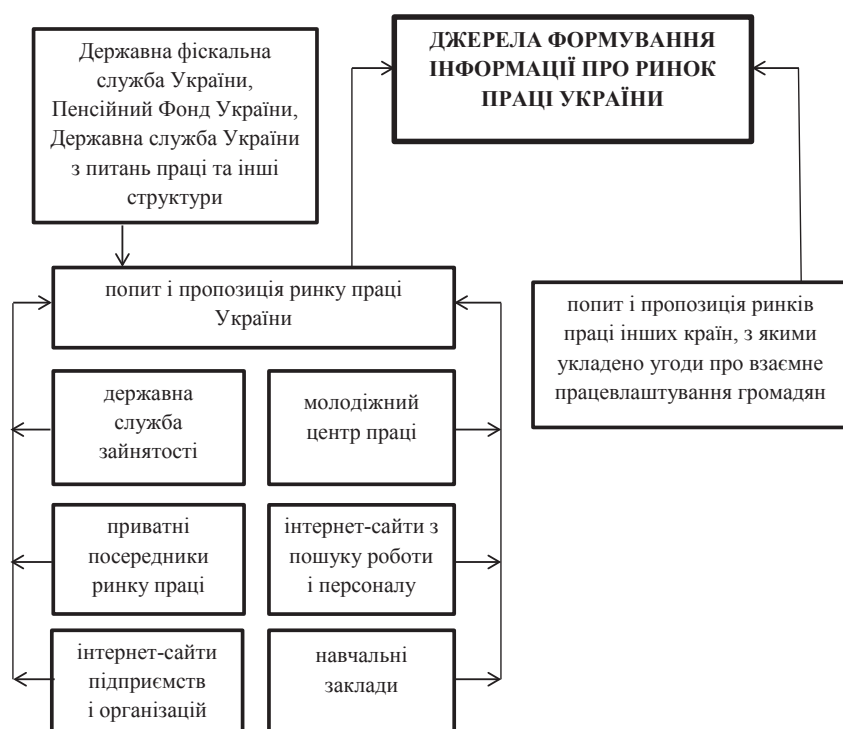 Державна фіскальна
служба України,
Пенсійний Фонд України,
Державна служба України
з питань праці та інші
структури
ДЖЕРЕЛА ФОРМУВАННЯ
ІНФОРМАЦІЇ ПРО РИНОК
ПРАЦІ УКРАЇНИ
попит і пропозиція ринку праці
України
попит і пропозиція ринків
праці інших країн, з якими
укладено угоди про взаємне
працевлаштування громадян
державна
служба
зайнятості
молодіжний
центр праці
приватні
посередники
ринку праці
інтернет-сайти з
пошуку роботи
і персоналу
інтернет-сайти
підприємств
і організацій
навчальні
заклади